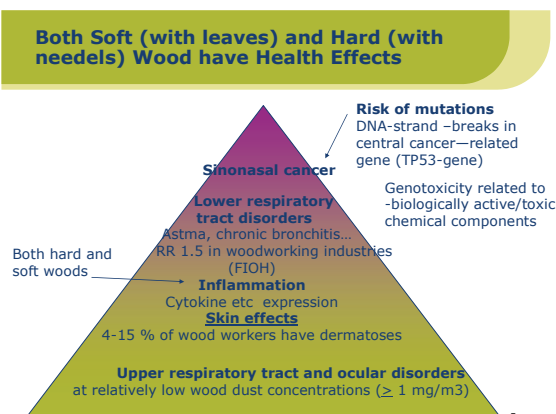 Both Soft (with leaves) and Hard (with
needels) Wood have Health Effects
Risk of mutations
DNA-strand –breaks in
central cancer—related
gene (TP53-gene)
Sinonasal cancer
Genotoxicity related to
-biologically active/toxic
chemical components
Lower respiratory
tract disorders
Astma, chronic bronchitis…
RR 1.5 in woodworking industries
(FIOH)
Both hard and
soft woods
Inflammation
Cytokine etc  expression
Skin effects
4-15 % of wood workers have dermatoses
Upper respiratory tract and ocular disorders
at relatively low wood dust concentrations (≥ 1 mg/m3)